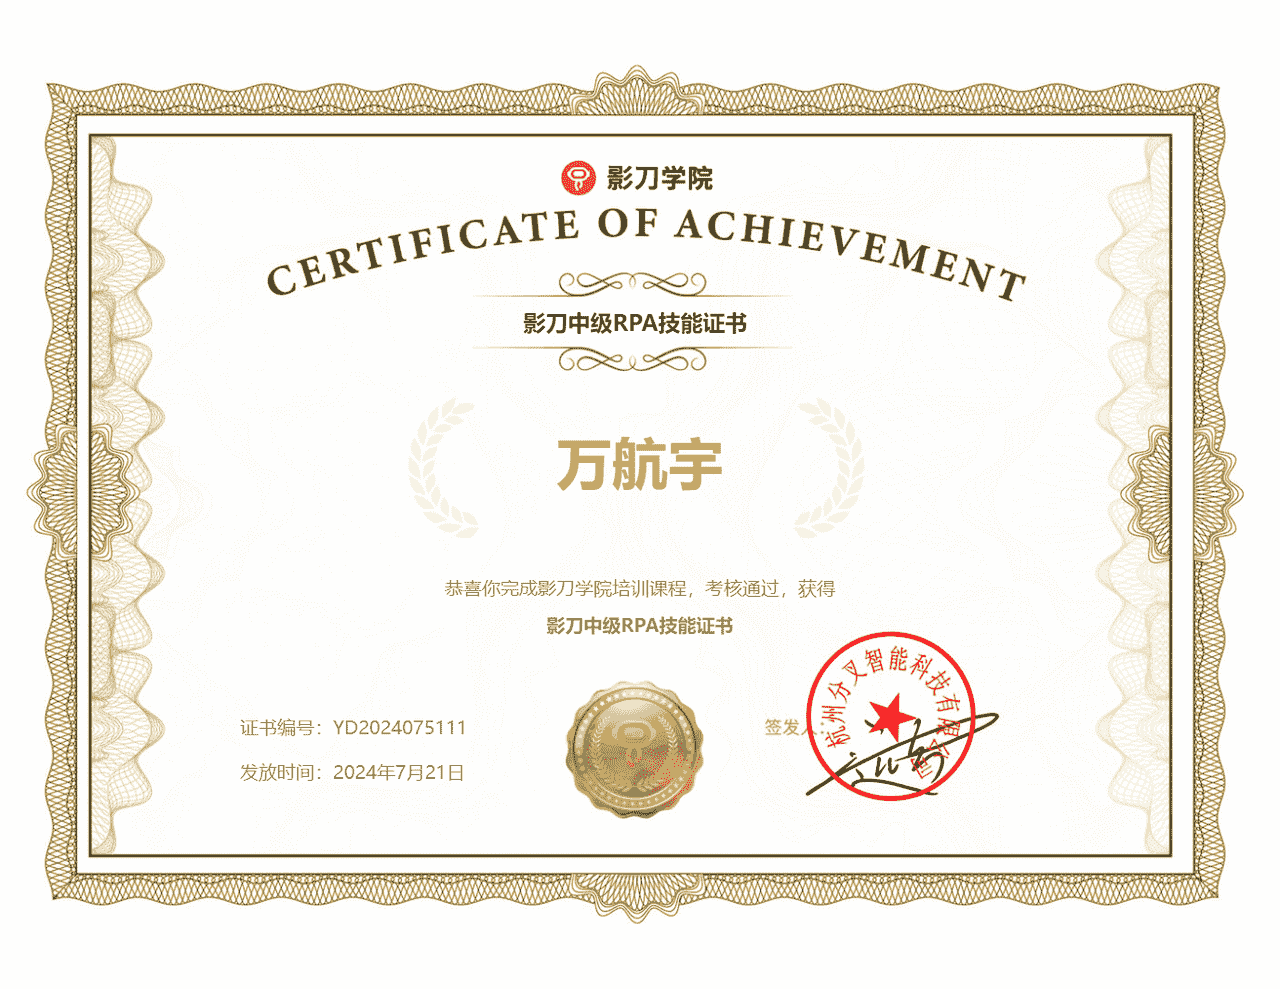 影刀学院
CERTIFICATE OF ACHIEVEMENT
影刀中级RPA技能证书
万航宇
恭喜你完成影刀学院培训课程，考核通过，获得
影刀中级RPA技能证书
证书编号：YD2024075111
发放时间：2024年7月21日
签发人：
杭州分叉智能科技有限公司